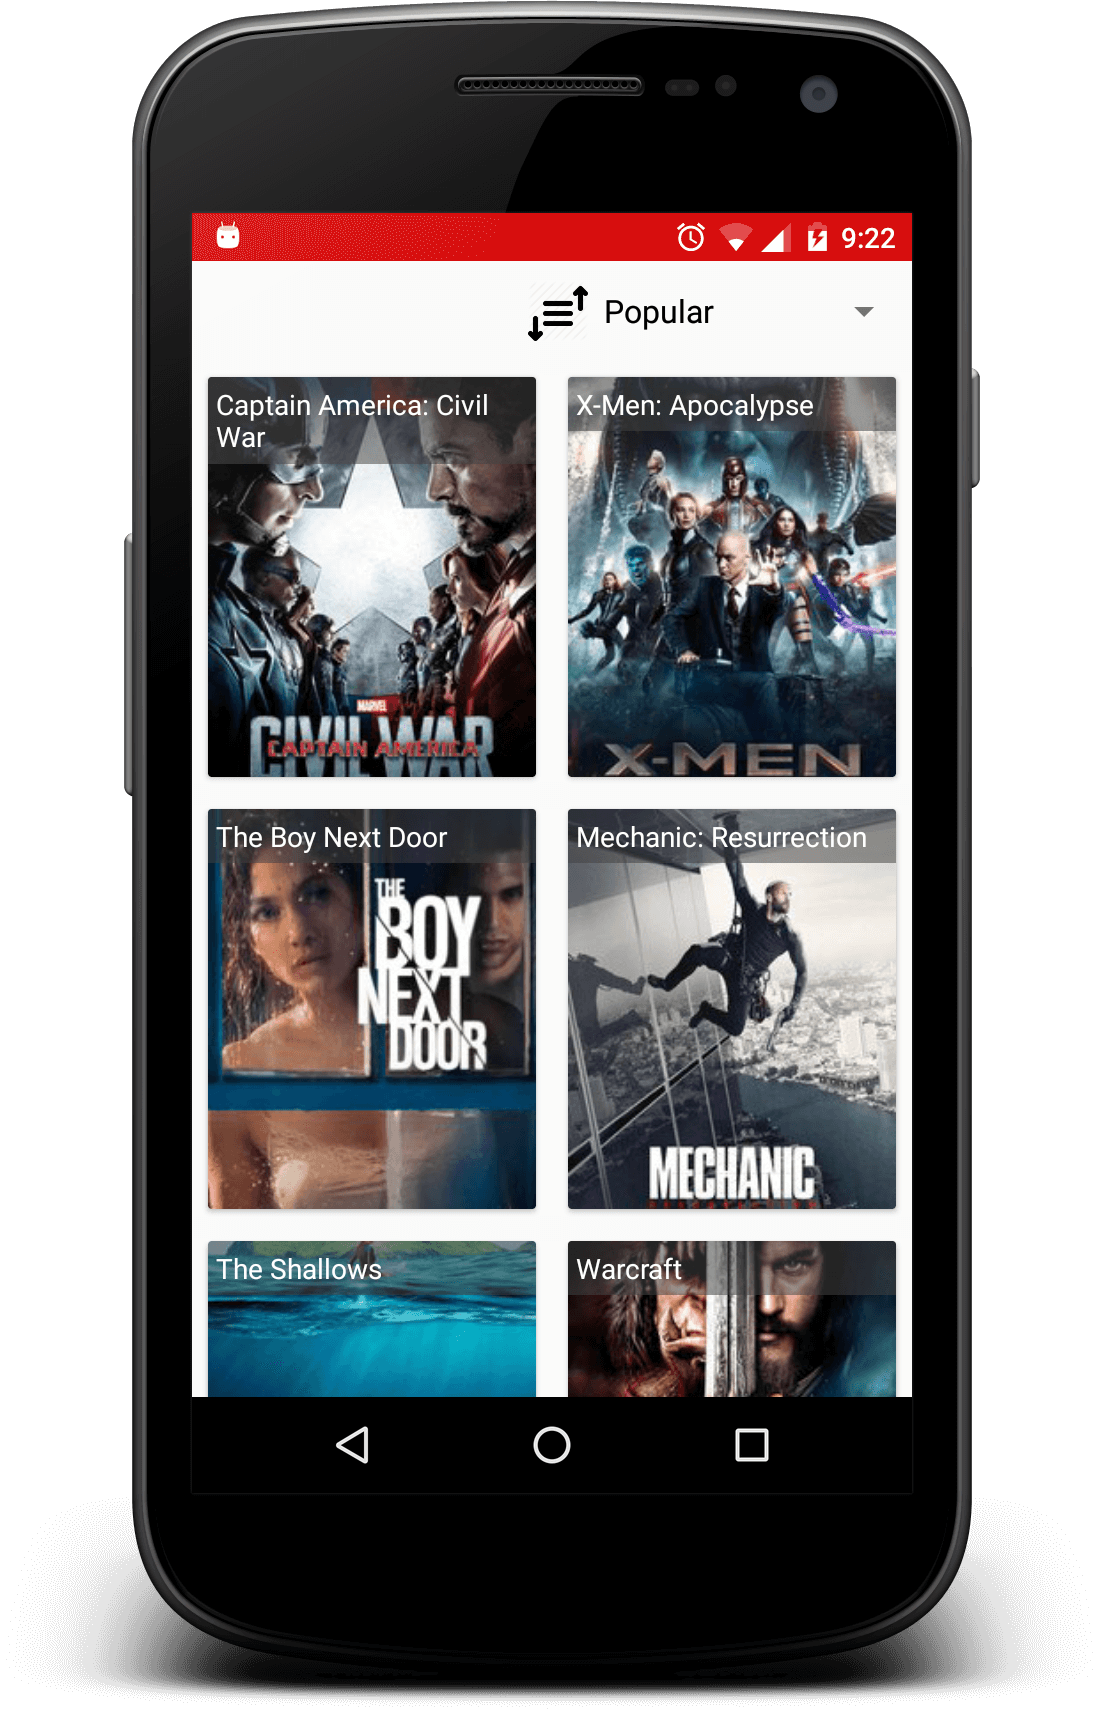 9:22
Popular
Captain America: Civil
War
X-Men: Apocalypse
MARVEL
CIVIL WAR
CAPTAIN AMERICA
X-MEN
The Boy Next Door
Mechanic: Resurrection
THE
BOY
NEXT
DOOR
MECHANIC
The Shallows
Warcraft